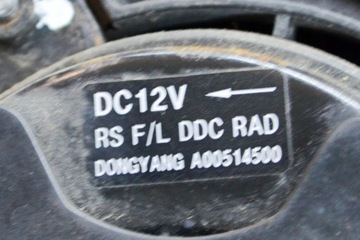 DC12V ←
RS F/L DDC RAD
DONGYANG A00514500